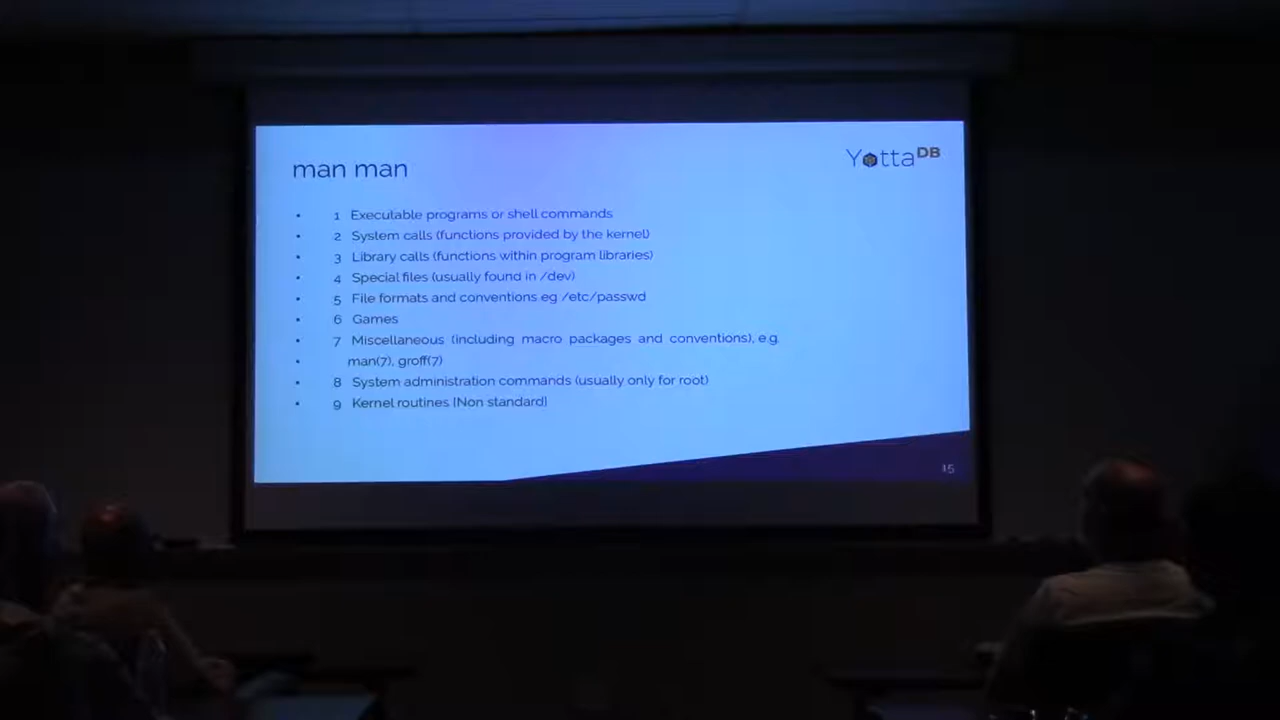 man man
YottaDB
• 1 Executable programs or shell commands
• 2 System calls (functions provided by the kernel)
• 3 Library calls (functions within program libraries)
• 4 Special files (usually found in /dev)
• 5 File formats and conventions eg /etc/passwd
• 6 Games
• 7 Miscellaneous (including macro packages and conventions), e.g.
• man(7), groff(7)
• 8 System administration commands (usually only for root)
• 9 Kernel routines [Non standard]
15